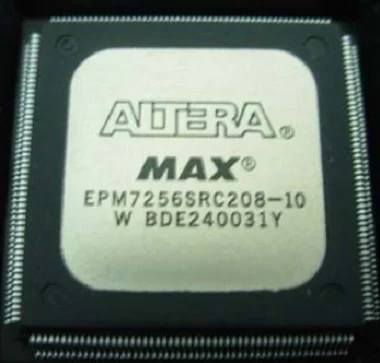 ALTERA®
MAX®
EPM7256SRC208-10
W BDE240031Y